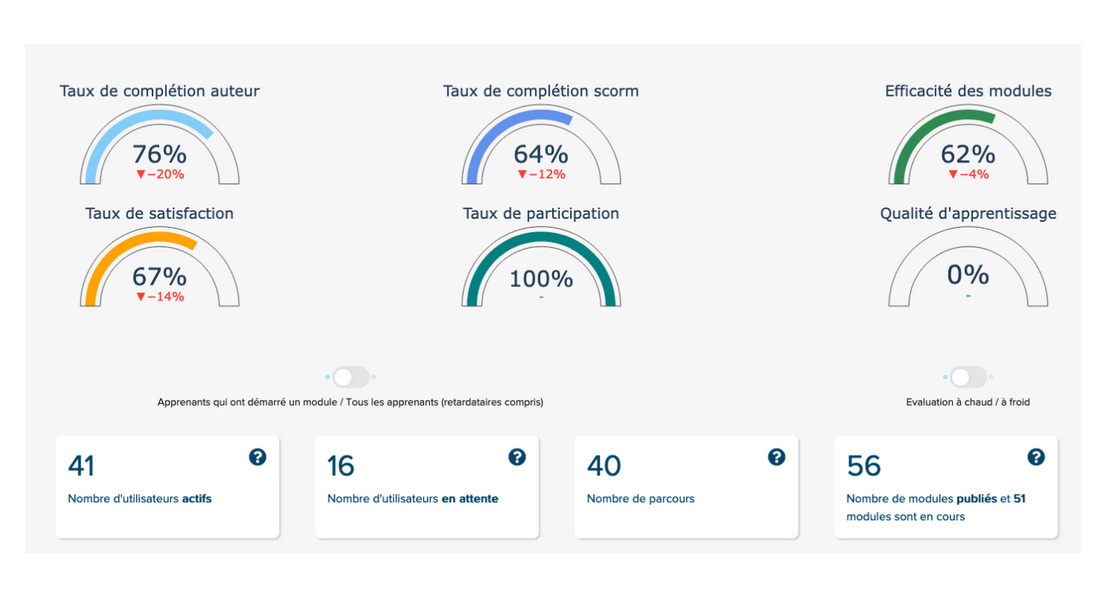 Taux de complétion auteur
76%
▼−20%
Taux de complétion scorm
64%
▼−12%
Efficacité des modules
62%
▼−4%
Taux de satisfaction
67%
▼−14%
Taux de participation
100%
-
Qualité d'apprentissage
0%
-
Apprenants qui ont démarré un module / Tous les apprenants (retardataires compris)
Evaluation à chaud / à froid
41
?
Nombre d'utilisateurs actifs
16
?
Nombre d'utilisateurs en attente
40
?
Nombre de parcours
56
?
Nombre de modules publiés et 51
modules sont en cours